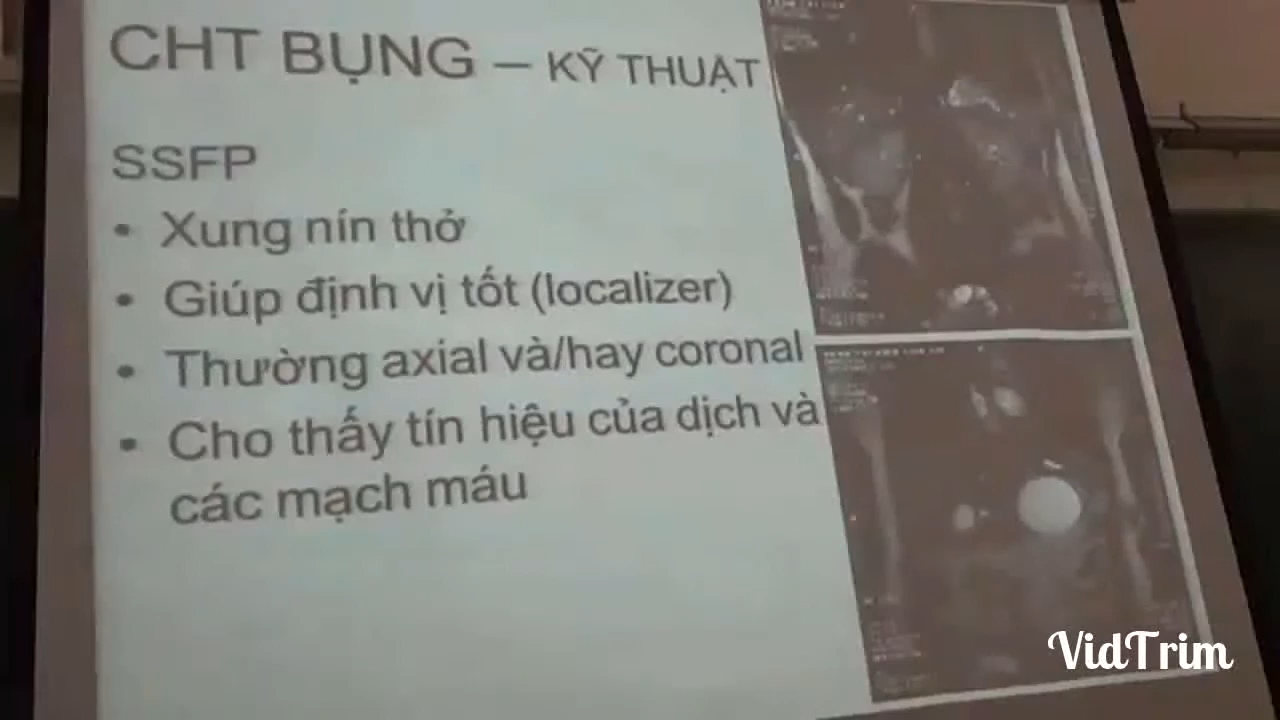 CHT BỤNG – KỸ THUẬT
SSFP
• Xung nín thở
• Giúp định vị tốt (localizer)
• Thường axial và/hay coronal
• Cho thấy tín hiệu của dịch và
các mạch máu
VidTrim